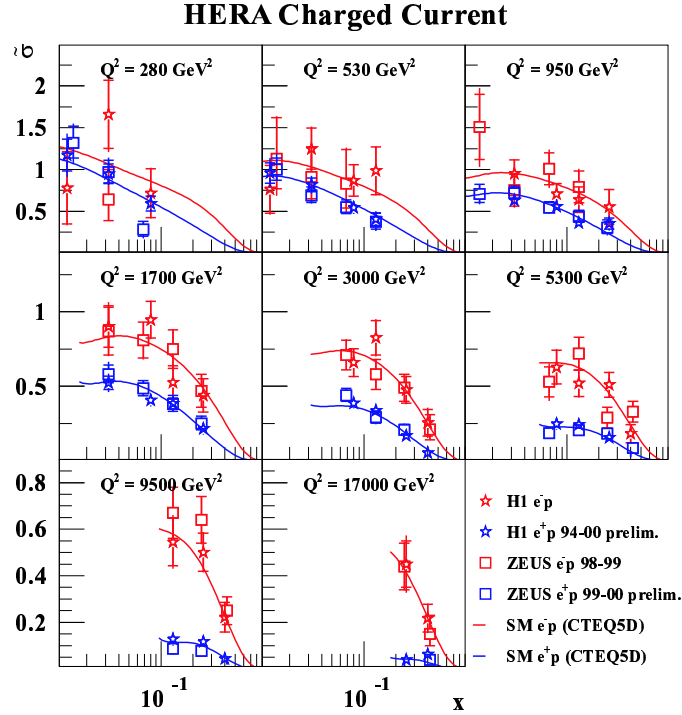 HERA Charged Current
σ̃
Q² = 280 GeV²
Q² = 530 GeV²
Q² = 950 GeV²
2
1.5
1
0.5
Q² = 1700 GeV²
Q² = 3000 GeV²
Q² = 5300 GeV²
1
0.5
Q² = 9500 GeV²
Q² = 17000 GeV²
0.8
0.6
0.4
0.2
H1 e⁻p
H1 e⁺p 94-00 prelim.
ZEUS e⁻p 98-99
ZEUS e⁺p 99-00 prelim.
SM e⁻p (CTEQ5D)
SM e⁺p (CTEQ5D)
10⁻¹
10⁻¹
x